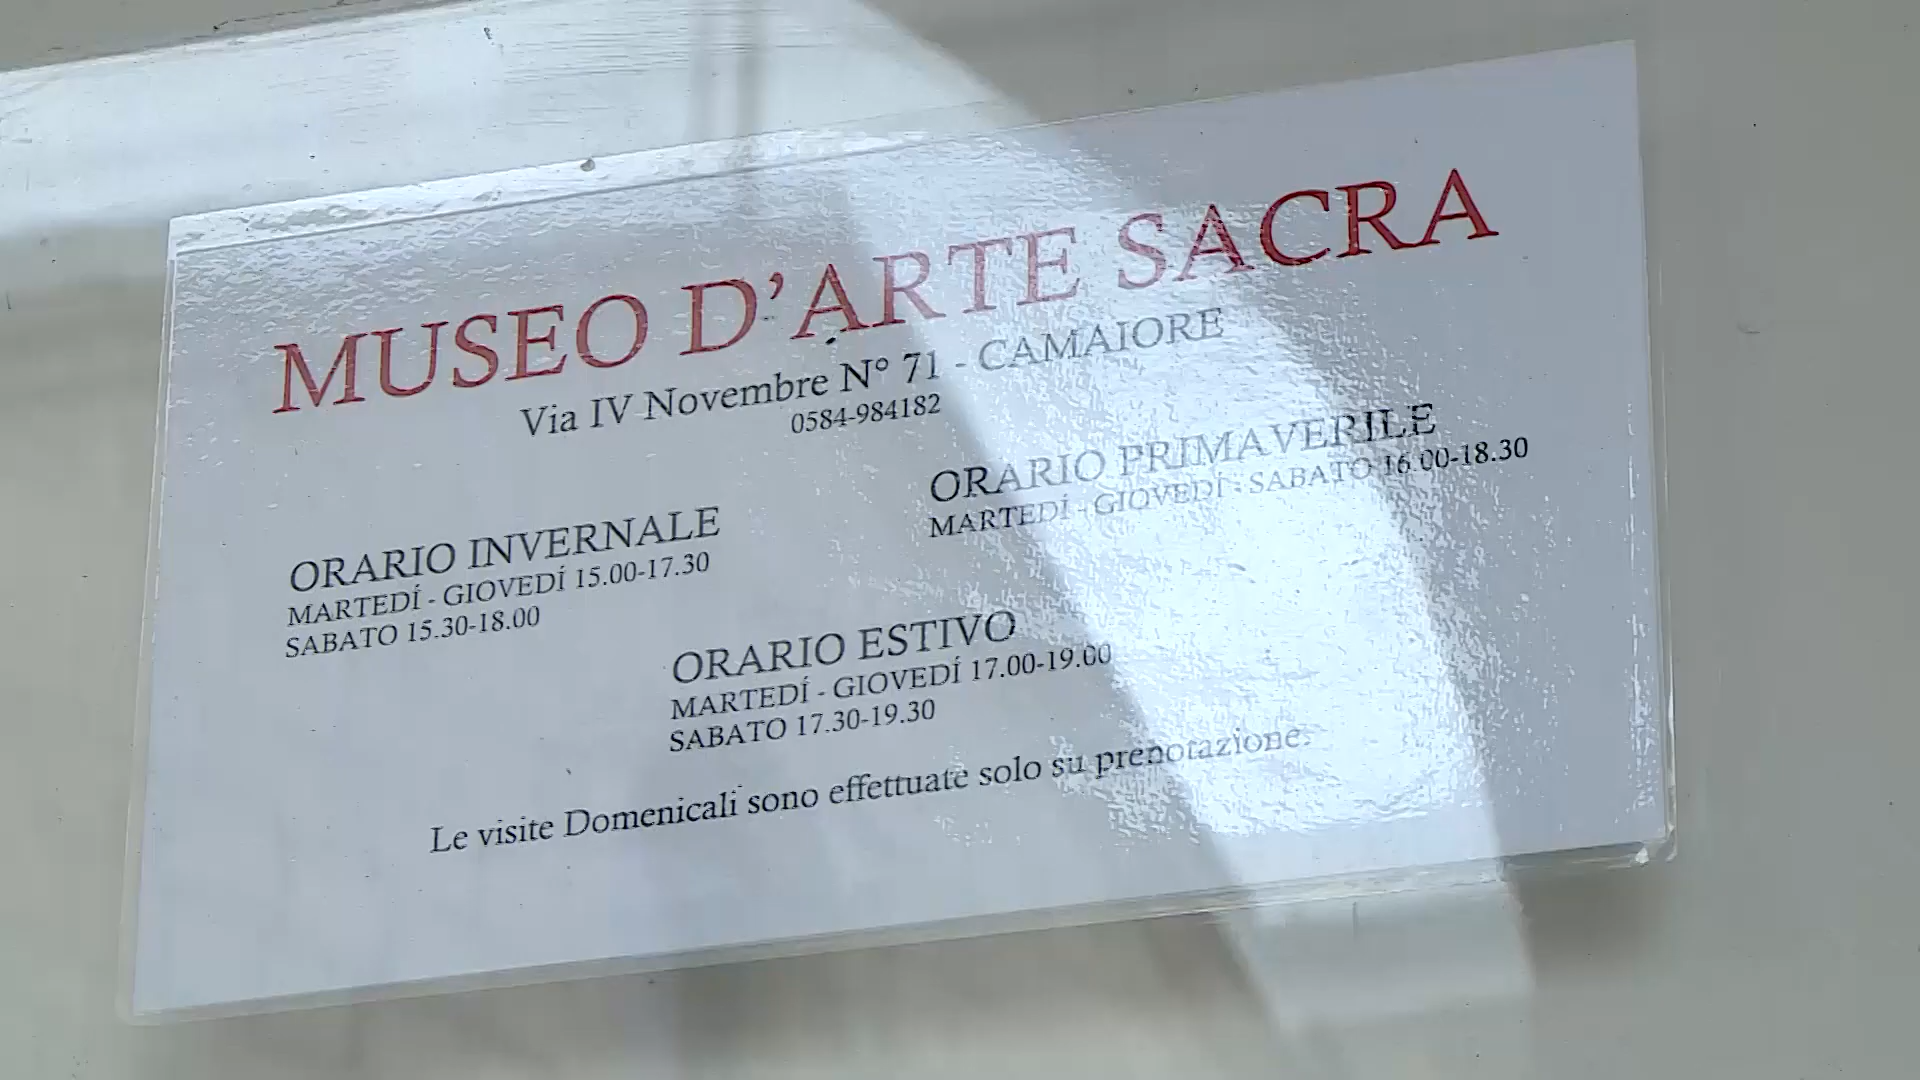 MUSEO D'ARTE SACRA
Via IV Novembre N° 71 - CAMAIORE
0584-984182
ORARIO PRIMAVERILE
MARTEDÍ - GIOVEDÍ - SABATO 16.00-18.30
ORARIO INVERNALE
MARTEDÍ - GIOVEDÍ 15.00-17.30
SABATO 15.30-18.00
ORARIO ESTIVO
MARTEDÍ - GIOVEDÍ 17.00-19.00
SABATO 17.30-19.30
Le visite Domenicali sono effettuate solo su prenotazione.